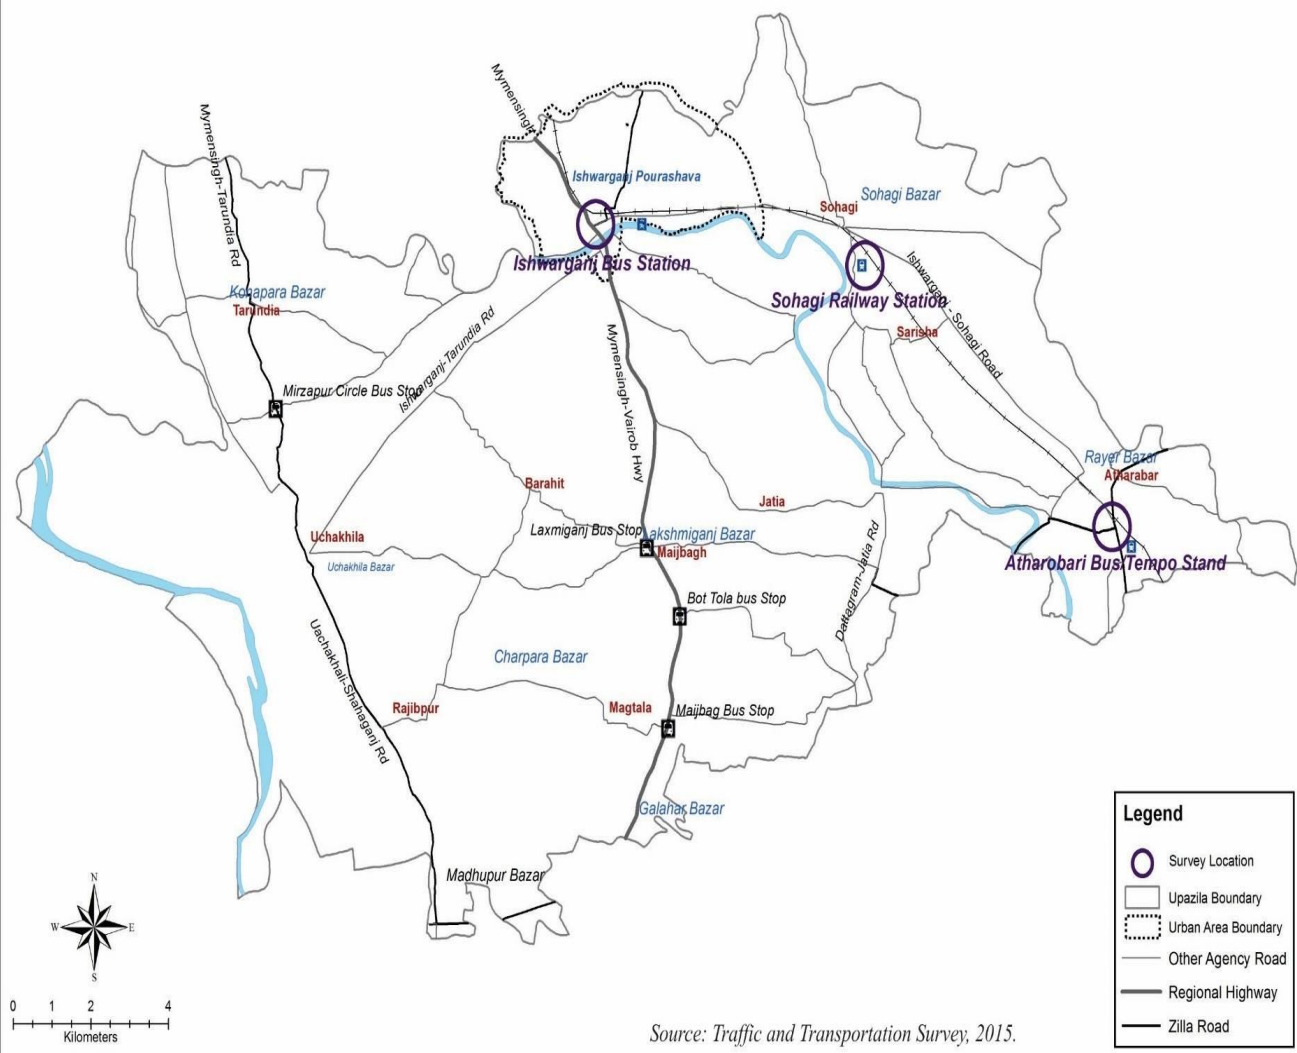 Mymensingh
Mymensingh-Tarundia Rd
Ishwarganj Pourashava
Sohagi Bazar
Sohagi
Ishwarganj Bus Station
Ishwarganj - Sohagi Road
Sohagi Railway Station
Konapara Bazar
Tarundia
Ishwarganj-Tarundia Rd
Mymensingh-Vairob Hwy
Sarisha
Mirzapur Circle Bus Stop
Rayer Bazar
Atharabar
Barahit
Jatia
Laxmiganj Bus Stop
Lakshmiganj Bazar
Maijbagh
Uchakhila
Uchakhila Bazar
Dattagram-Jatia Rd
Atharobari Bus/Tempo Stand
Bot Tola bus Stop
Uachakhali-Shahaganj Rd
Charpara Bazar
Rajibpur
Magtala
Maijbag Bus Stop
Galahar Bazar
Madhupur Bazar
N
W E
S
0 1 2 4
Kilometers
Legend
Survey Location
Upazila Boundary
Urban Area Boundary
Other Agency Road
Regional Highway
Zilla Road
Source: Traffic and Transportation Survey, 2015.